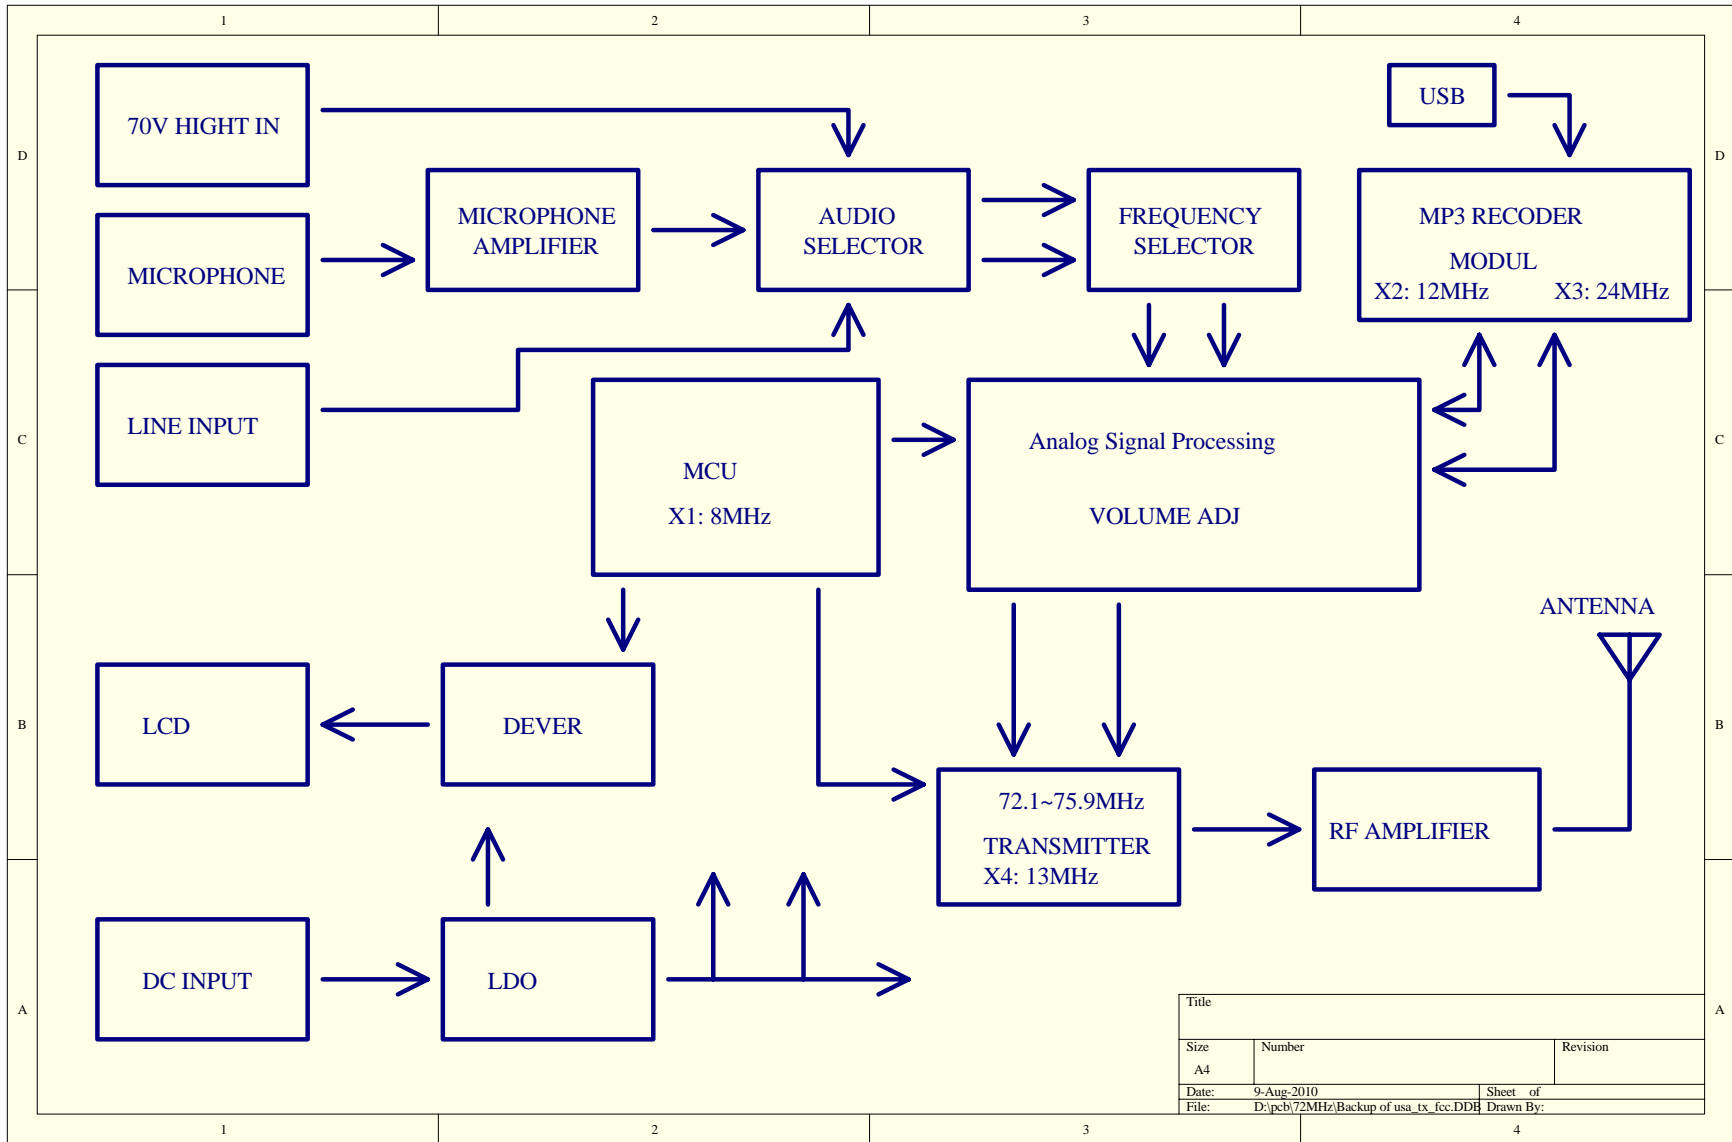 1 2 3 4
70V HIGHT IN
USB
D D
MICROPHONE
AMPLIFIER
AUDIO
SELECTOR
FREQUENCY
SELECTOR
MP3 RECODER
MODUL
X2: 12MHz X3: 24MHz
MICROPHONE
LINE INPUT
C C
MCU
X1: 8MHz
Analog Signal Processing
VOLUME ADJ
ANTENNA
B B
LCD
DEVER
72.1~75.9MHz
TRANSMITTER
X4: 13MHz
RF AMPLIFIER
DC INPUT
LDO
A A
Title
Size
A4
Number
Revision
Date: 9-Aug-2010 Sheet of
File: D:\pcb\72MHz\Backup of usa_tx_fcc.DDB Drawn By:
1 2 3 4